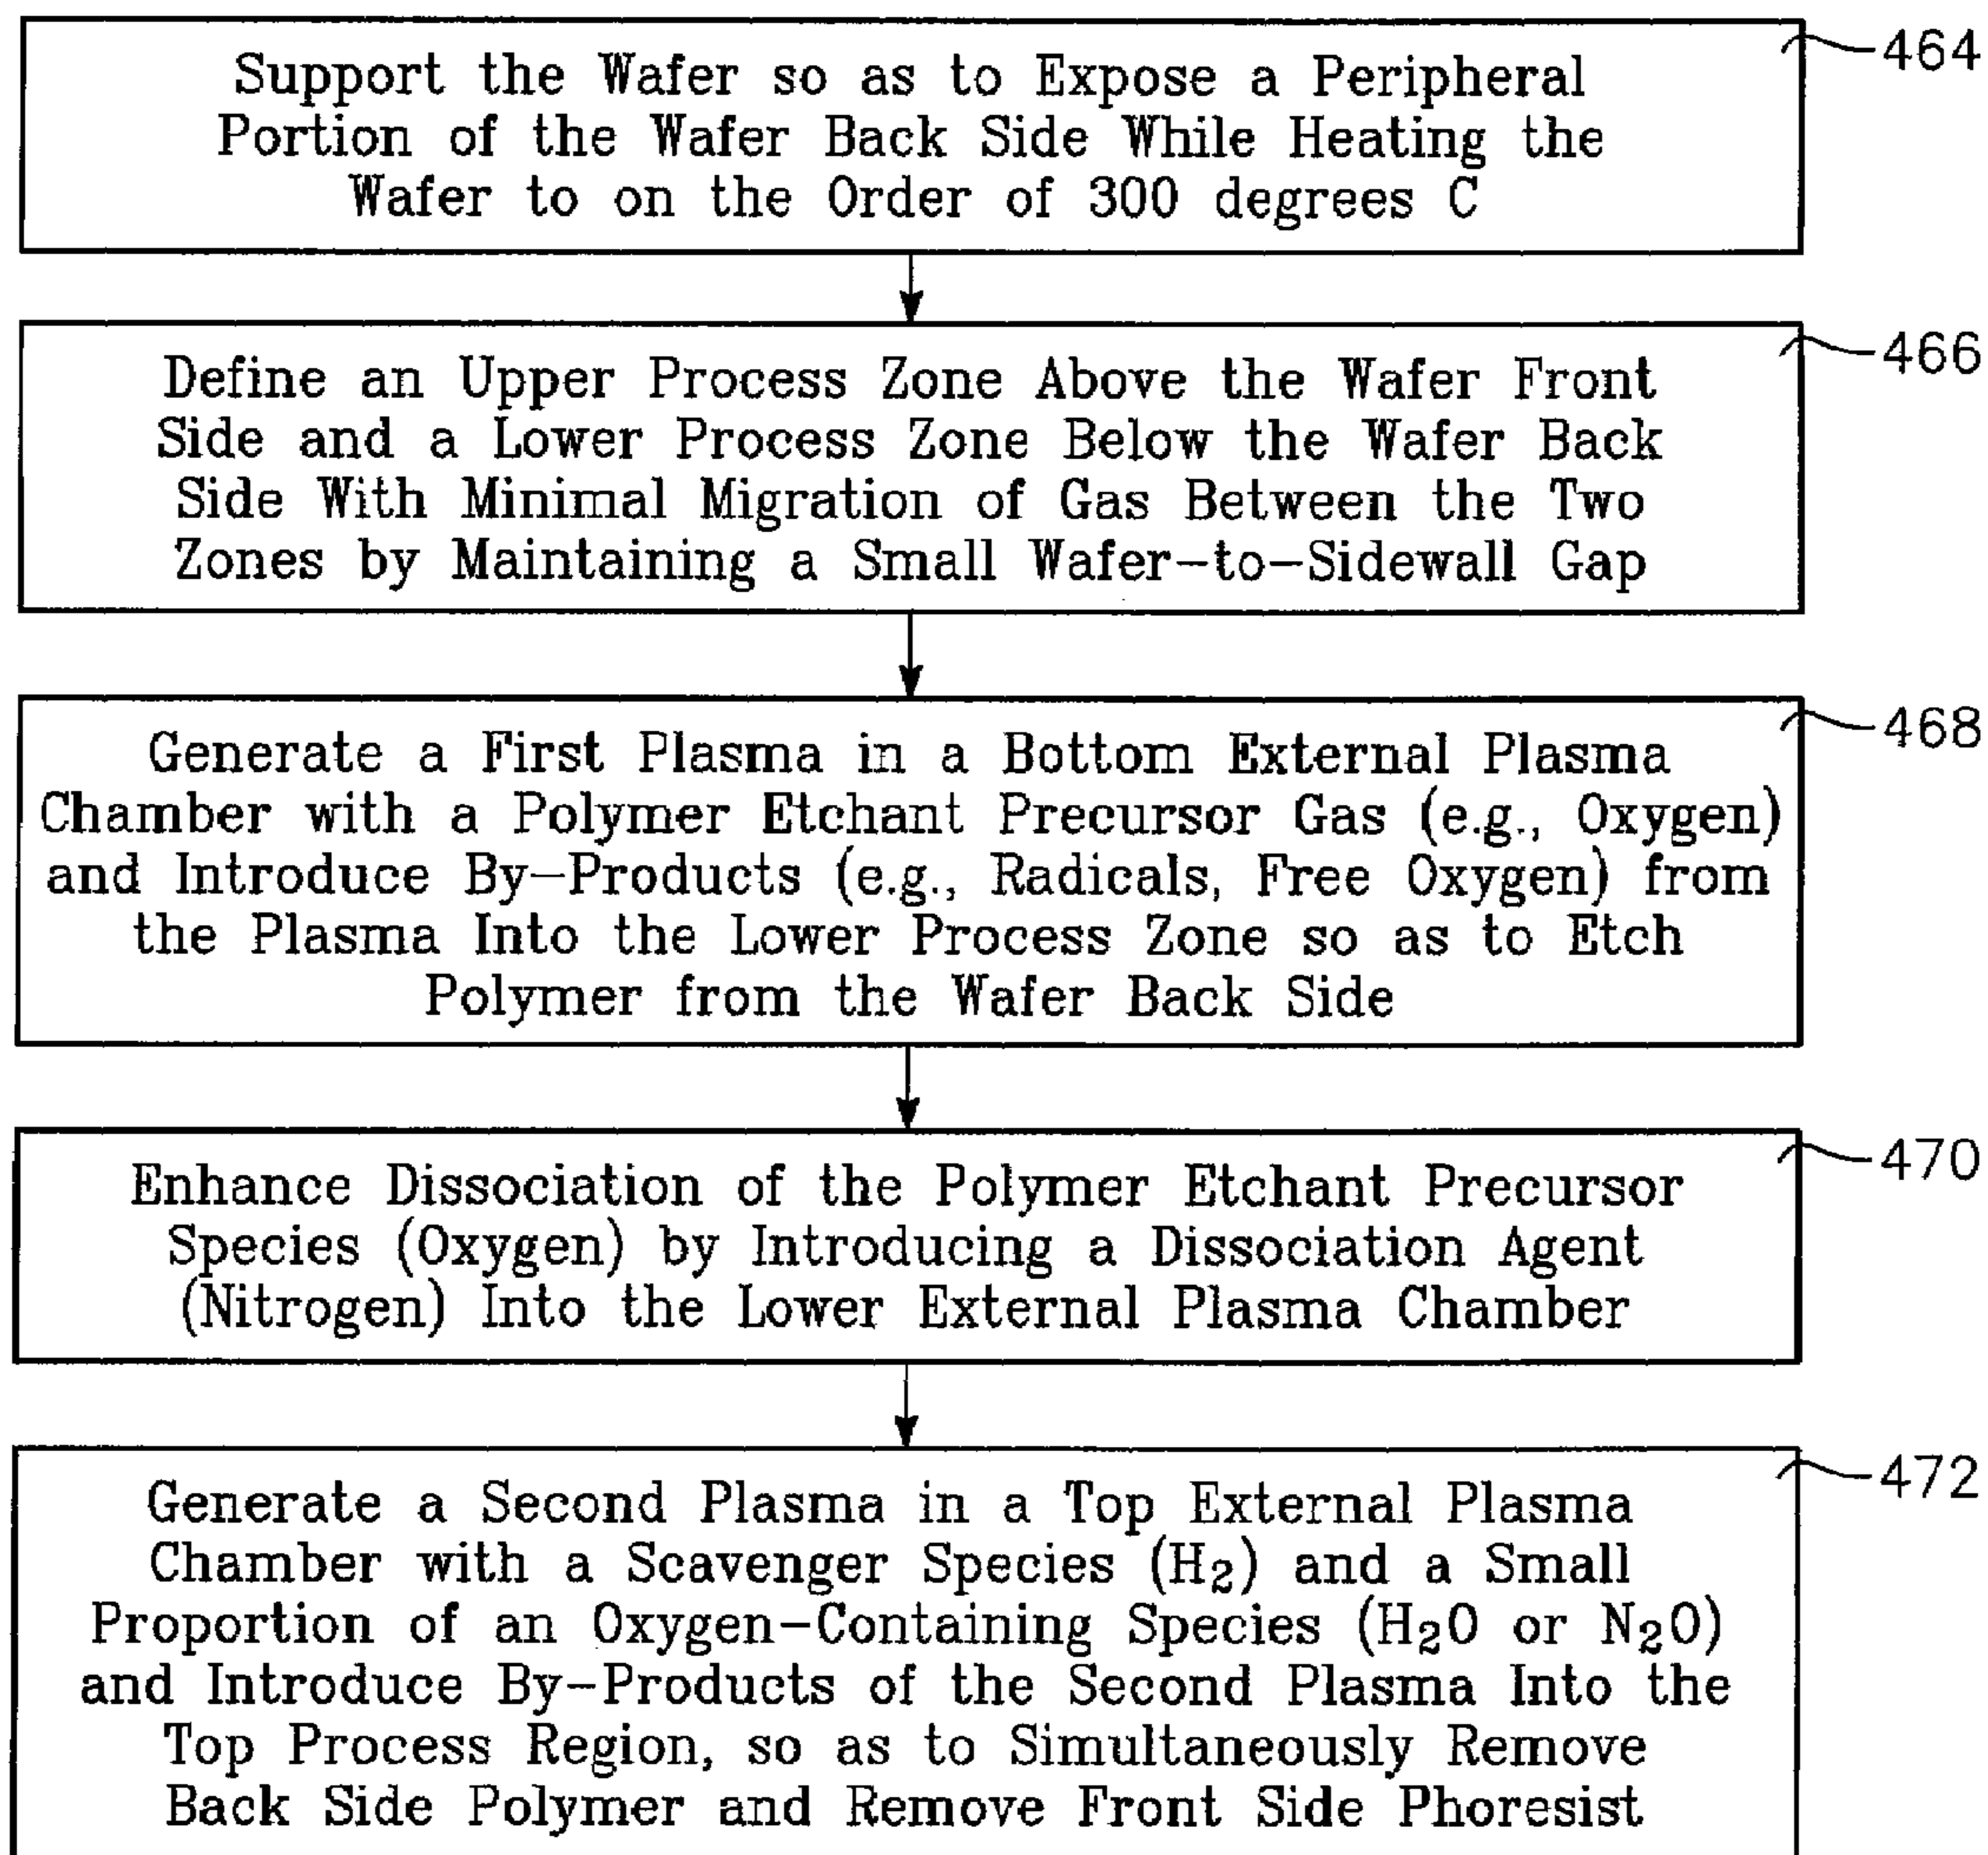 Support the Wafer so as to Expose a Peripheral
Portion of the Wafer Back Side While Heating the
Wafer to on the Order of 300 degrees C
464
Define an Upper Process Zone Above the Wafer Front
Side and a Lower Process Zone Below the Wafer Back
Side With Minimal Migration of Gas Between the Two
Zones by Maintaining a Small Wafer-to-Sidewall Gap
466
Generate a First Plasma in a Bottom External Plasma
Chamber with a Polymer Etchant Precursor Gas (e.g., Oxygen)
and Introduce By-Products (e.g., Radicals, Free Oxygen) from
the Plasma Into the Lower Process Zone so as to Etch
Polymer from the Wafer Back Side
468
Enhance Dissociation of the Polymer Etchant Precursor
Species (Oxygen) by Introducing a Dissociation Agent
(Nitrogen) Into the Lower External Plasma Chamber
470
Generate a Second Plasma in a Top External Plasma
Chamber with a Scavenger Species (H2) and a Small
Proportion of an Oxygen-Containing Species (H2O or N2O)
and Introduce By-Products of the Second Plasma Into the
Top Process Region, so as to Simultaneously Remove
Back Side Polymer and Remove Front Side Phoresist
472